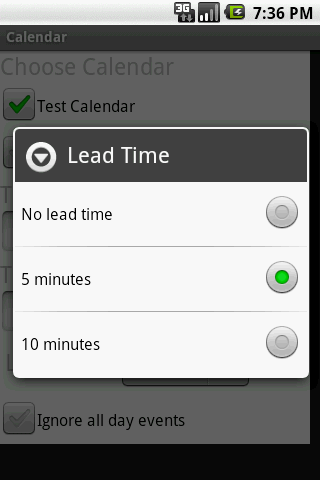 3G 7:36 PM
Calendar
Choose Calendar
Test Calendar
Lead Time
No lead time
5 minutes
10 minutes
Ignore all day events